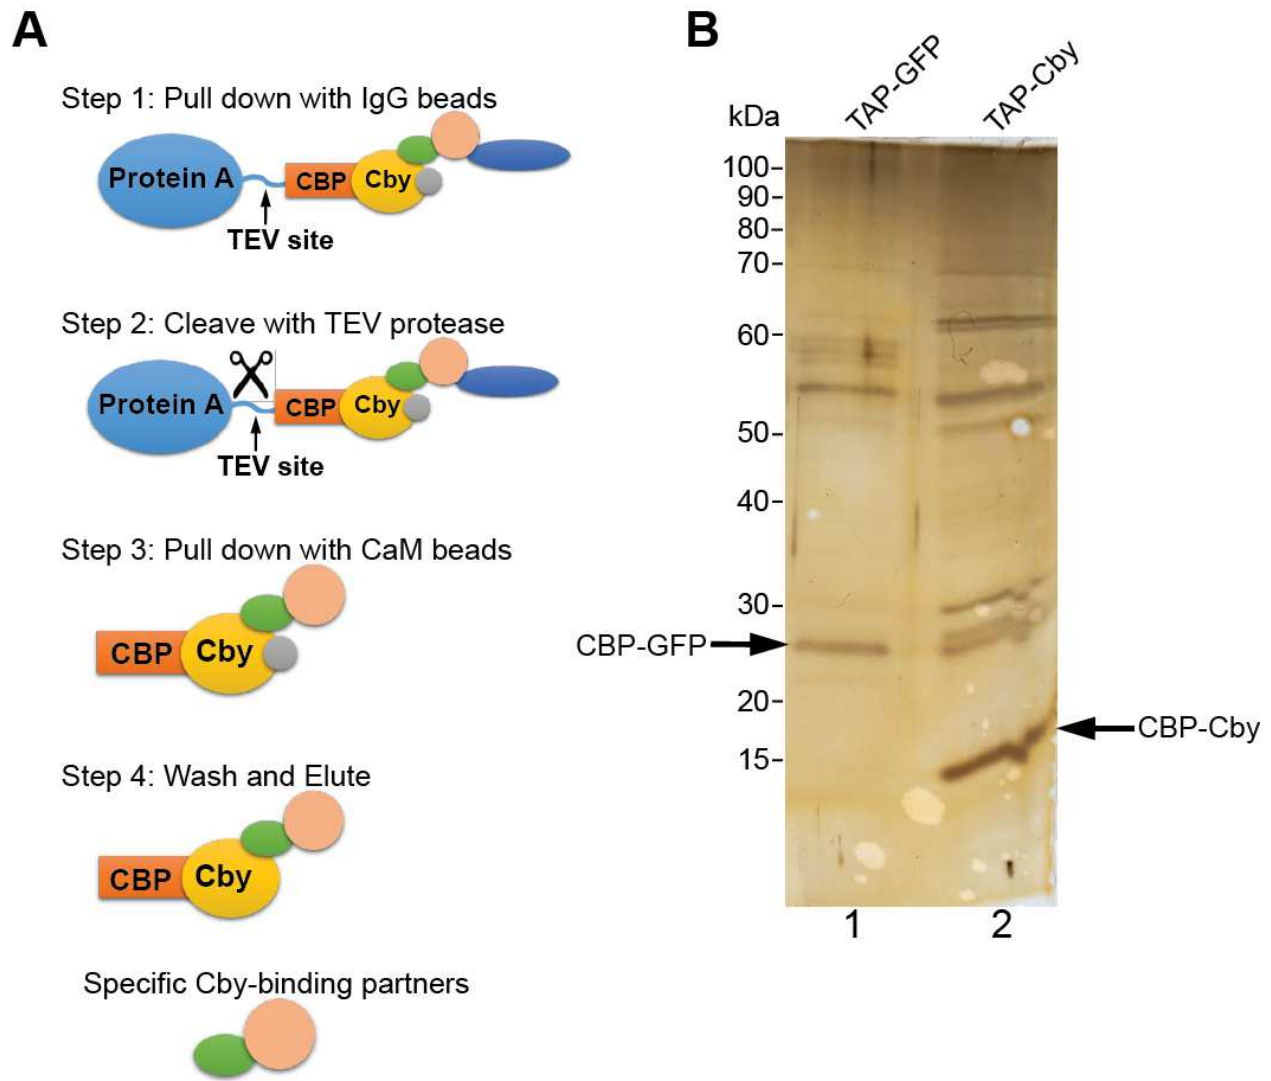 A
Step 1: Pull down with IgG beads
Protein A
CBP
Cby
TEV site
Step 2: Cleave with TEV protease
Protein A
CBP
Cby
TEV site
Step 3: Pull down with CaM beads
CBP
Cby
Step 4: Wash and Elute
CBP
Cby
Specific Cby-binding partners
B
TAP-GFP
TAP-Cby
kDa
100-
90-
80-
70-
60-
50-
40-
30-
CBP-GFP
20-
CBP-Cby
15-
1
2